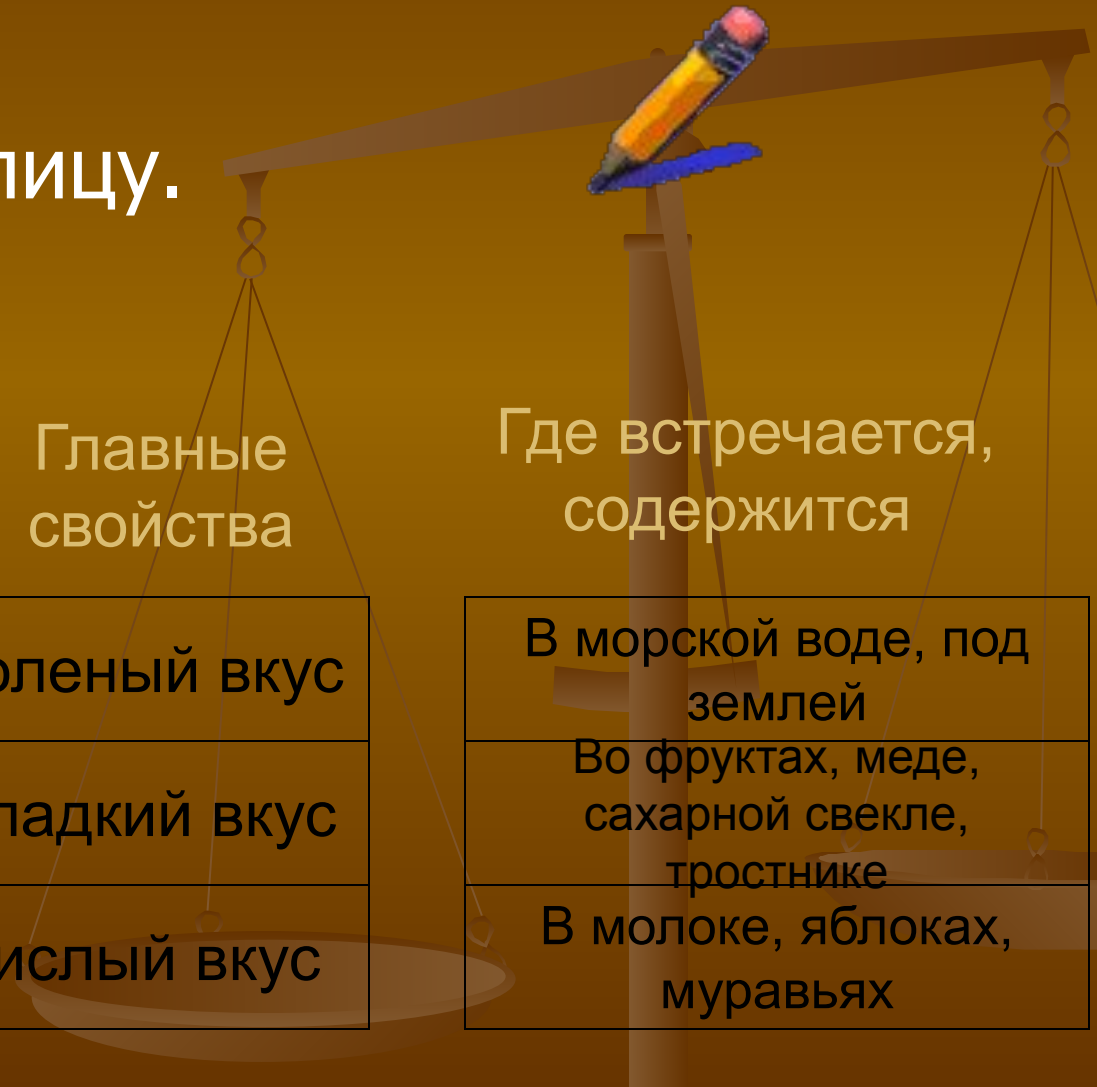 лицу.
Главные
свойства
Где встречается,
содержится
оленый вкус
В морской воде, под
землей
ладкий вкус
Во фруктах, меде,
сахарной свекле,
тростнике
ислый вкус
В молоке, яблоках,
муравьях